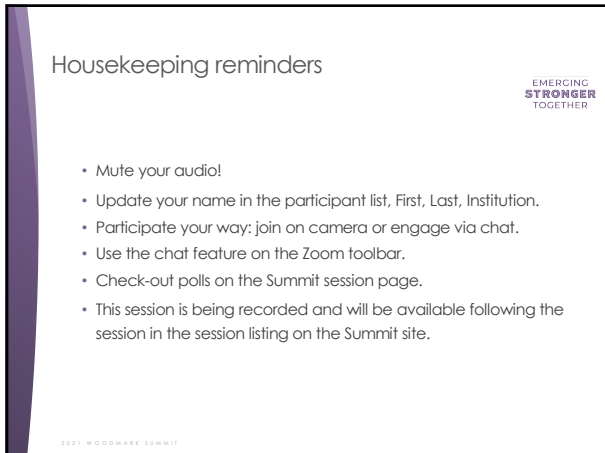 Housekeeping reminders
EMERGING
STRONGER
TOGETHER
• Mute your audio!
• Update your name in the participant list, First, Last, Institution.
• Participate your way: join on camera or engage via chat.
• Use the chat feature on the Zoom toolbar.
• Check-out polls on the Summit session page.
• This session is being recorded and will be available following the
session in the session listing on the Summit site.
2021 WOODMARK SUMMIT